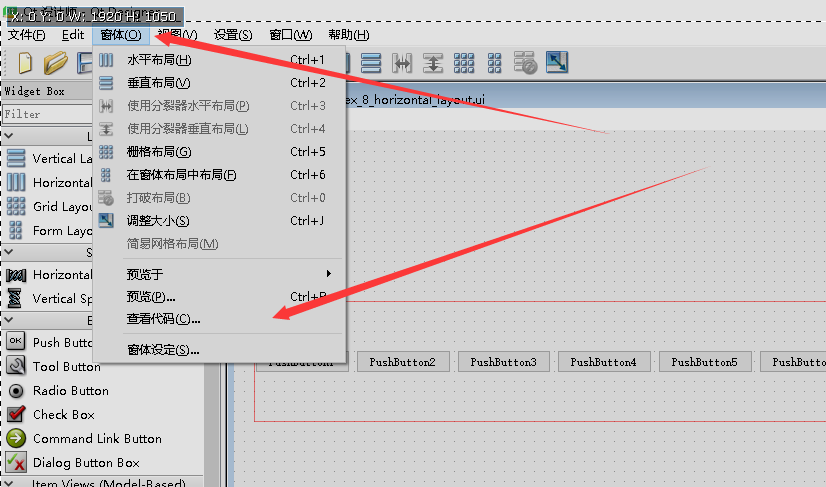 X: 0 Y: 0 W: 1920 H: 1050
文件(F) Edit 窗体(O) 视图(V) 设置(S) 窗口(W) 帮助(H)
水平布局(H) Ctrl+1
垂直布局(V) Ctrl+2
使用分裂器水平布局(P) Ctrl+3
使用分裂器垂直布局(L) Ctrl+4
栅格布局(G) Ctrl+5
在窗体布局中布局(F) Ctrl+6
打破布局(B) Ctrl+0
调整大小(S) Ctrl+J
简易网格布局(M)
预览于
预览(P)... Ctrl+R
查看代码(C)...
窗体设定(S)...
ex_8_horizontal_layout.ui
Widget Box
Filter
Vertical La
Horizontal
Grid Layou
Form Layo
Horizontal
Vertical Sp
OK Push Butto
Tool Button
Radio Button
Check Box
Command Link Button
Dialog Button Box
Item Views (Model-Based)
PushButton1 PushButton2 PushButton3 PushButton4 PushButton5 PushButt